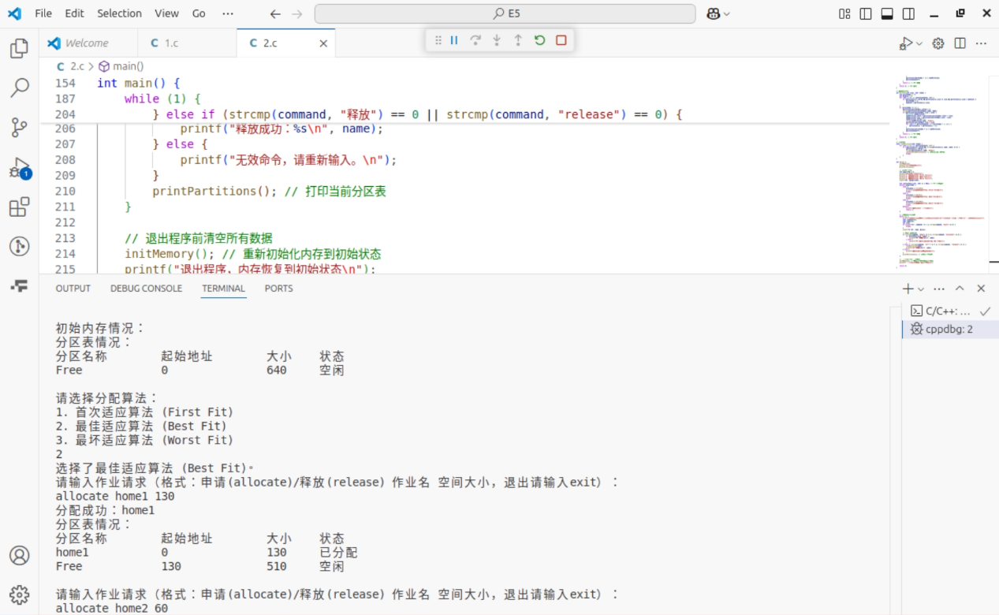 File Edit Selection View Go ··· E5
Welcome
C 1.c
C 2.c
C 2.c > main()
154 int main() {
187 while (1) {
204 } else if (strcmp(command, "释放") == 0 || strcmp(command, "release") == 0) {
206 printf("释放成功：%s\n", name);
207 } else {
208 printf("无效命令，请重新输入。\n");
209 }
210 printPartitions(); // 打印当前分区表
211 }
212
213 // 退出程序前清空所有数据
214 initMemory(); // 重新初始化内存到初始状态
215 printf("退出程序，内存恢复到初始状态\n");
1
OUTPUT DEBUG CONSOLE TERMINAL PORTS
C/C++: ...
cppdbg: 2
初始内存情况：
分区表情况：
分区名称 起始地址 大小 状态
Free 0 640 空闲
请选择分配算法：
1. 首次适应算法 (First Fit)
2. 最佳适应算法 (Best Fit)
3. 最坏适应算法 (Worst Fit)
2
选择了最佳适应算法 (Best Fit)。
请输入作业请求（格式：申请(allocate)/释放(release) 作业名 空间大小，退出请输入exit）：
allocate home1 130
分配成功：home1
分区表情况：
分区名称 起始地址 大小 状态
home1 0 130 已分配
Free 130 510 空闲
请输入作业请求（格式：申请(allocate)/释放(release) 作业名 空间大小，退出请输入exit）：
allocate home2 60